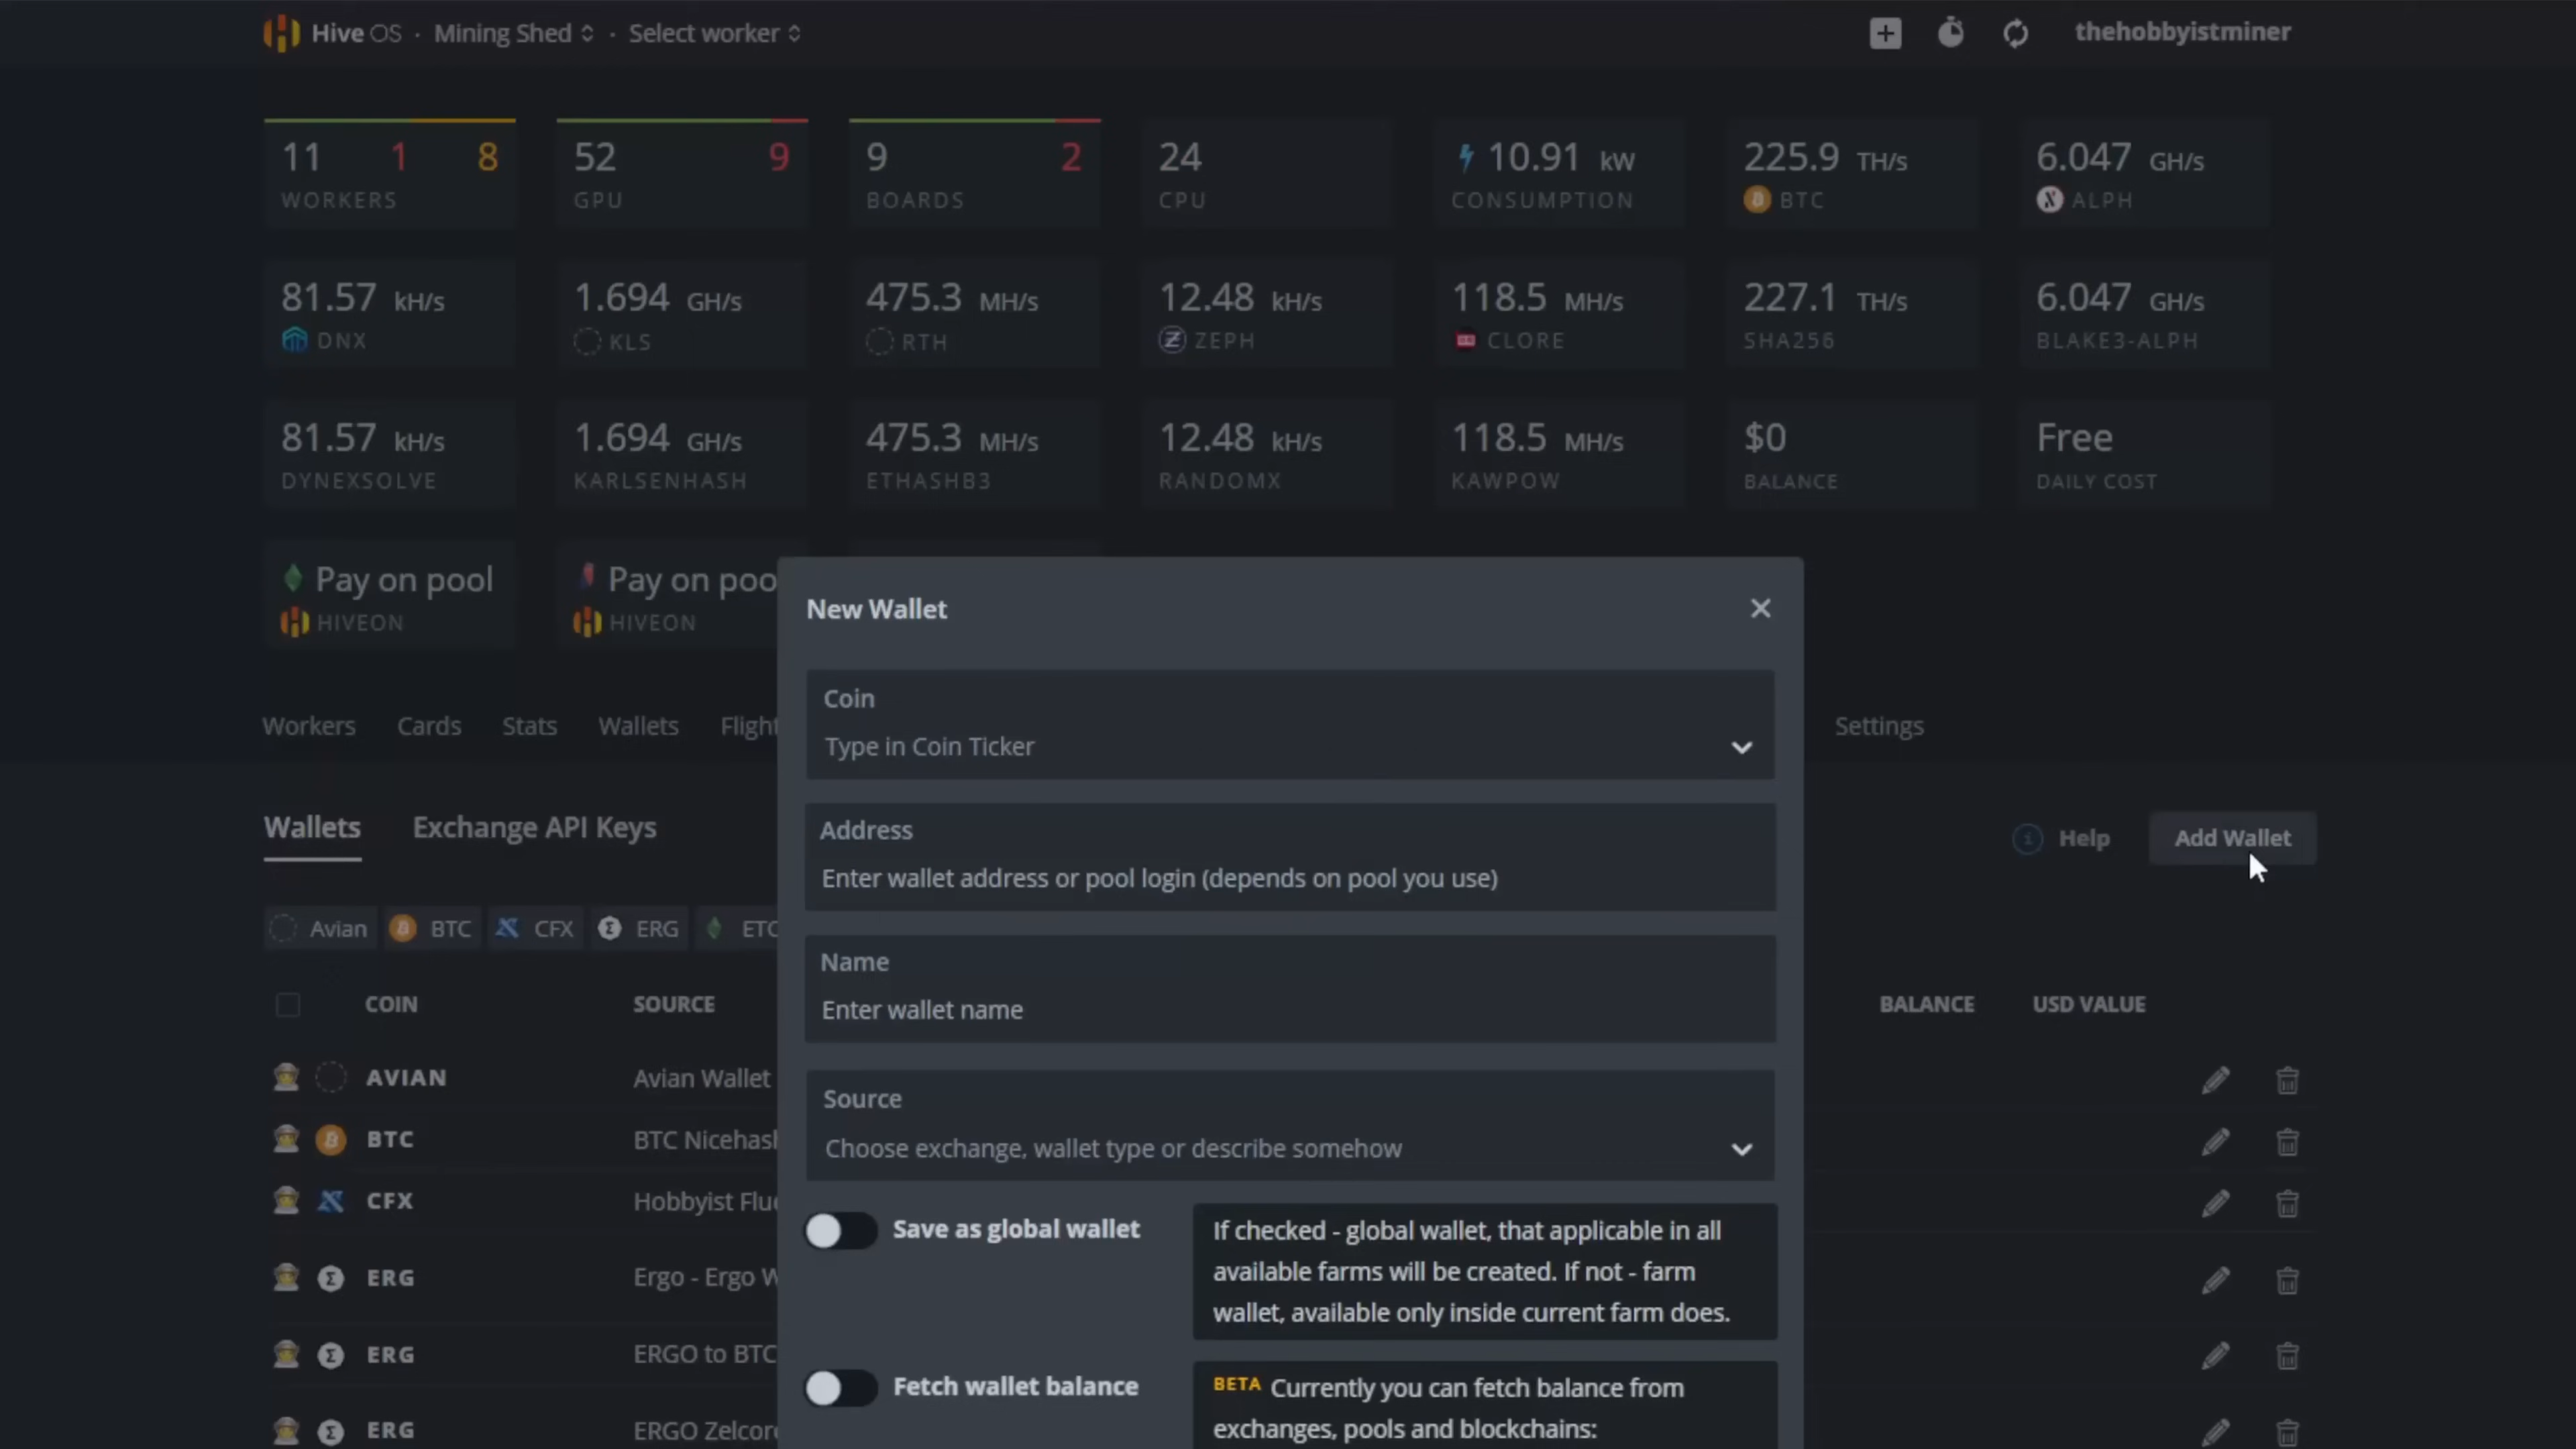 Hive OS · Mining Shed · Select worker
thehobbyistminer
11 1 8
WORKERS
52 9
GPU
9 2
BOARDS
24
CPU
10.91 kW
CONSUMPTION
225.9 TH/s
BTC
6.047 GH/s
ALPH
81.57 kH/s
DNX
1.694 GH/s
KLS
475.3 MH/s
RTH
12.48 kH/s
ZEPH
118.5 MH/s
CLORE
227.1 TH/s
SHA256
6.047 GH/s
BLAKE3-ALPH
81.57 kH/s
DYNEXSOLVE
1.694 GH/s
KARLSENHASH
475.3 MH/s
ETHASHB3
12.48 kH/s
RANDOMX
118.5 MH/s
KAWPOW
$0
BALANCE
Free
DAILY COST
Pay on pool
HIVEON
Pay on poo
HIVEON
Workers Cards Stats Wallets Flight Settings
Wallets Exchange API Keys
Help Add Wallet
Avian BTC CFX ERG ETC
COIN SOURCE BALANCE USD VALUE
AVIAN Avian Wallet
BTC BTC Nicehash
CFX Hobbyist Flu
ERG Ergo - Ergo W
ERG ERGO to BTC
ERG ERGO Zelcor
New Wallet
Coin
Type in Coin Ticker
Address
Enter wallet address or pool login (depends on pool you use)
Name
Enter wallet name
Source
Choose exchange, wallet type or describe somehow
Save as global wallet
If checked - global wallet, that applicable in all
available farms will be created. If not - farm
wallet, available only inside current farm does.
Fetch wallet balance
BETA Currently you can fetch balance from
exchanges, pools and blockchains: